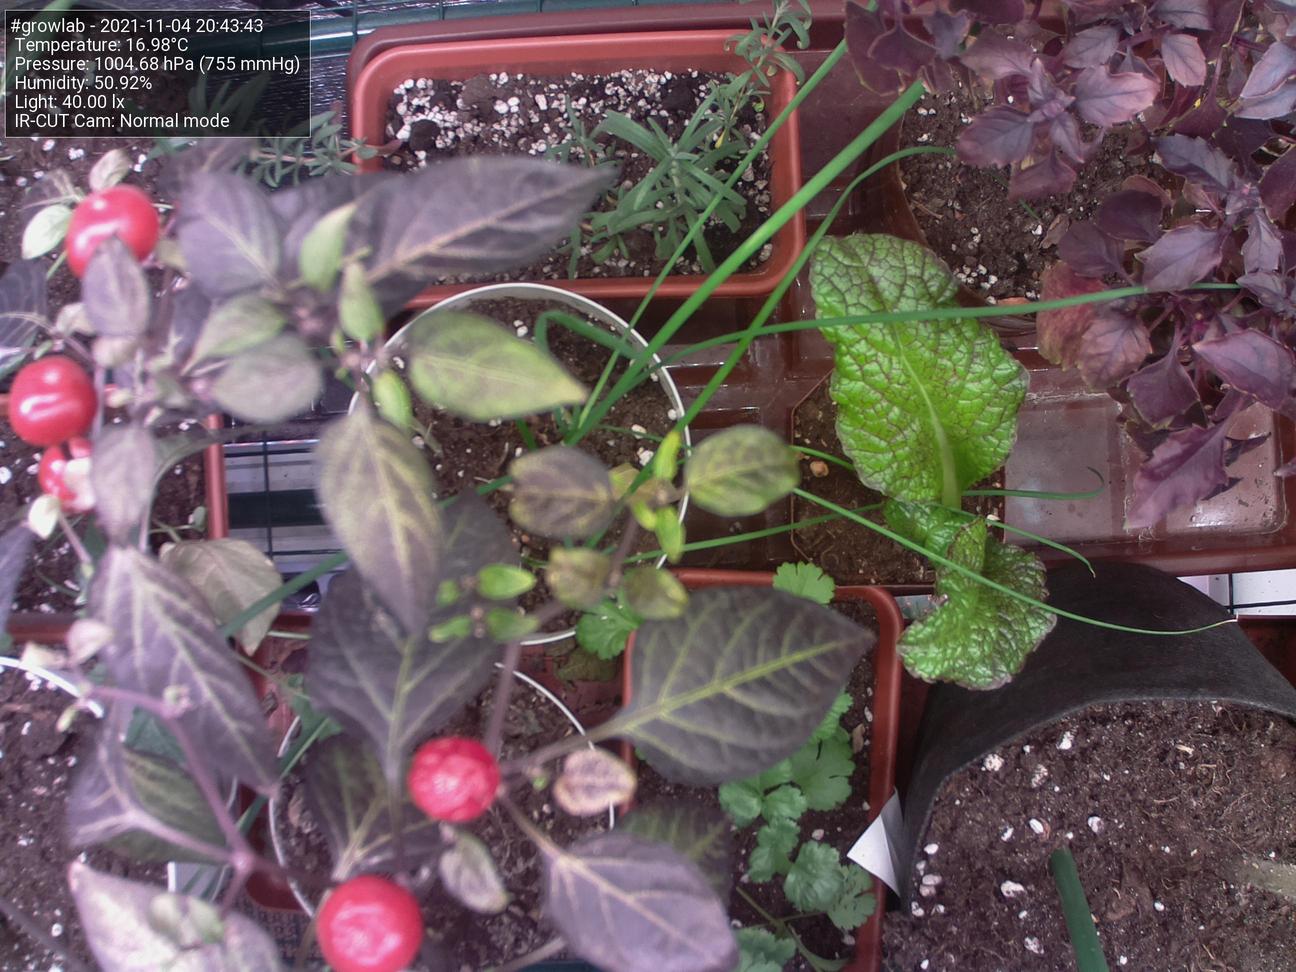 #growlab - 2021-11-04 20:43:43
Temperature: 16.98°C
Pressure: 1004.68 hPa (755 mmHg)
Humidity: 50.92%
Light: 40.00 lx
IR-CUT Cam: Normal mode